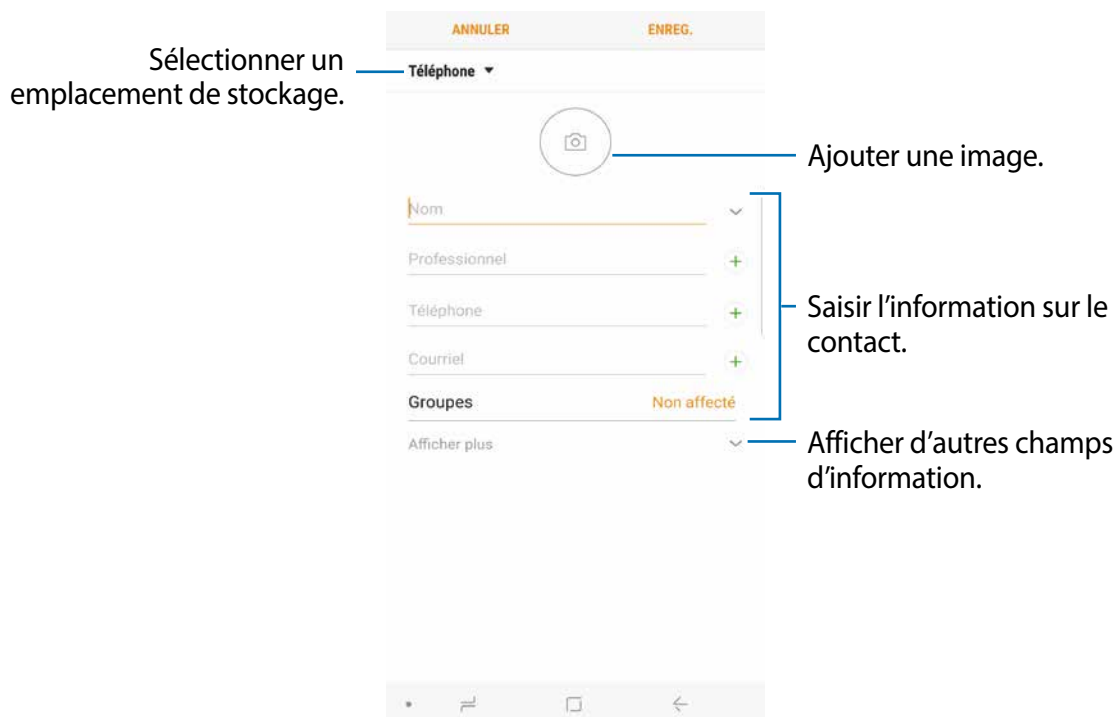 ANNULER ENREG.
Sélectionner un
emplacement de stockage.
Téléphone
Ajouter une image.
Nom
Professionnel
Téléphone
Saisir l'information sur le
contact.
Courriel
Groupes Non affecté
Afficher plus
Afficher d'autres champs
d'information.